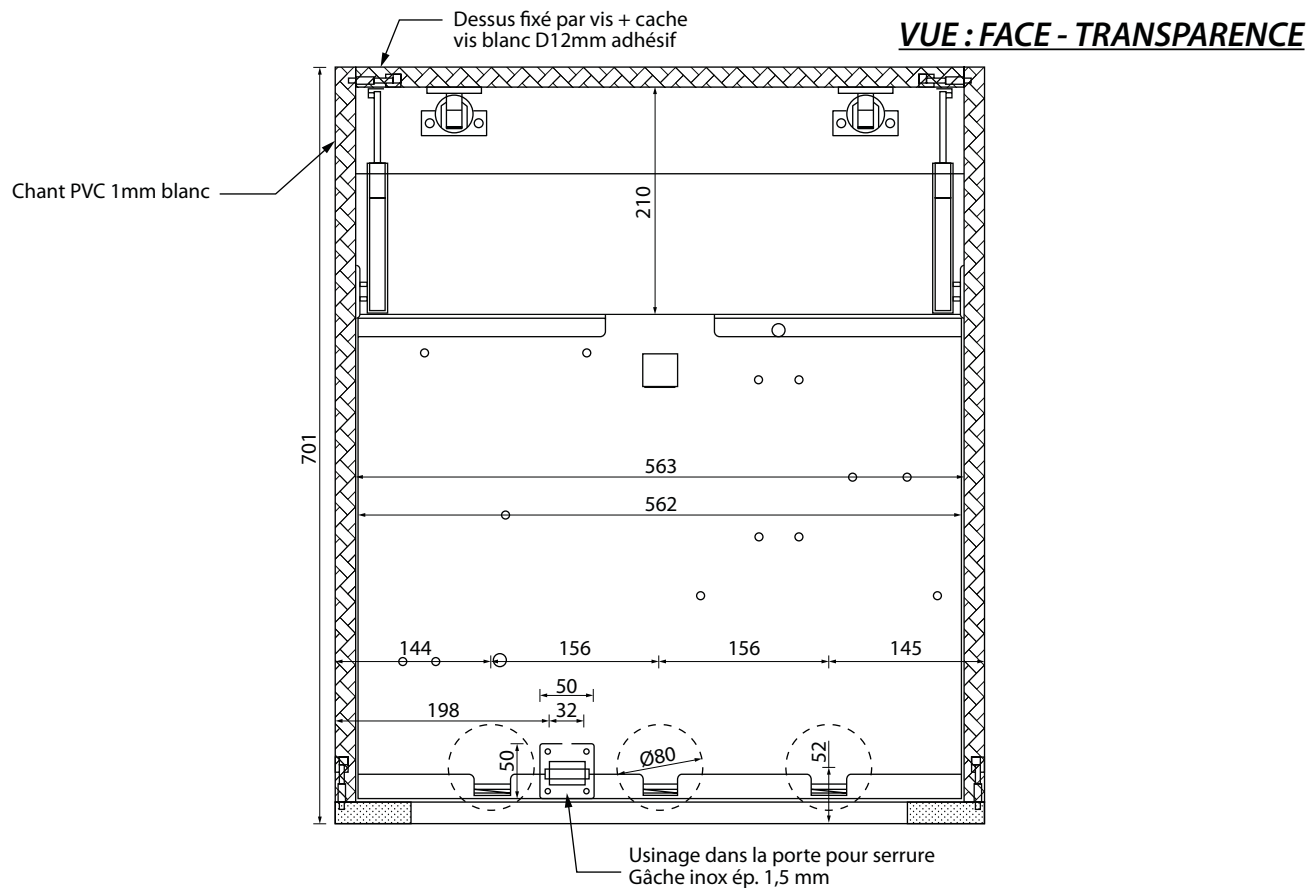 Dessus fixé par vis + cache
vis blanc D12mm adhésif
VUE : FACE - TRANSPARENCE
Chant PVC 1mm blanc
210
701
563
562
144
156
156
145
50
198
32
50
Ø80
52
Usinage dans la porte pour serrure
Gâche inox ép. 1,5 mm